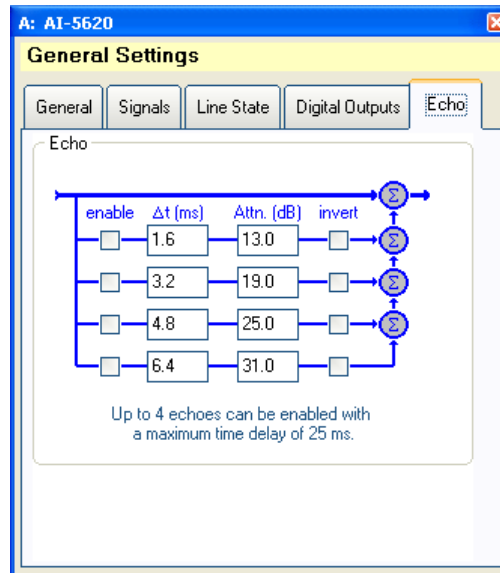 A: AI-5620
General Settings
General Signals Line State Digital Outputs Echo
Echo
Σ
enable Δt (ms) Attn. (dB) invert
1.6 13.0 Σ
3.2 19.0 Σ
4.8 25.0 Σ
6.4 31.0
Up to 4 echoes can be enabled with
a maximum time delay of 25 ms.